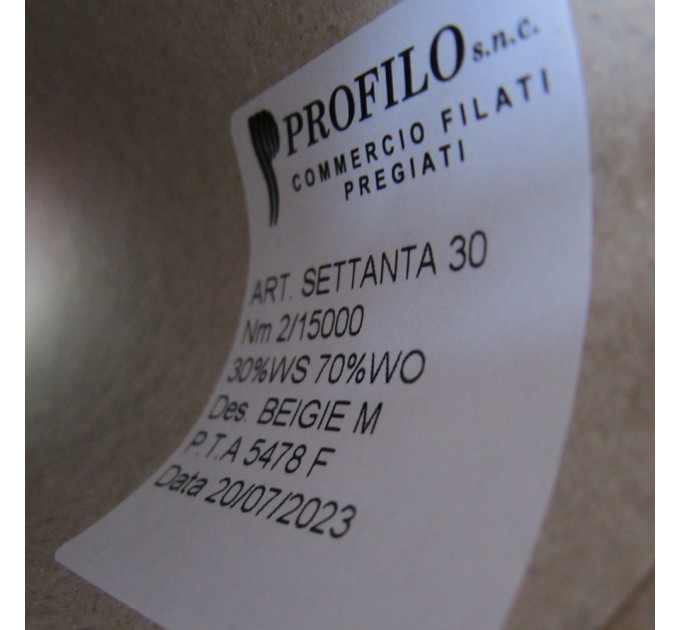 PROFILO s.n.c.
COMMERCIO FILATI
PREGIATI
ART. SETTANTA 30
Nm 2/15000
30%WS 70%WO
Des. BEIGIE M
P.T.A 5478 F
Data 20/07/2023